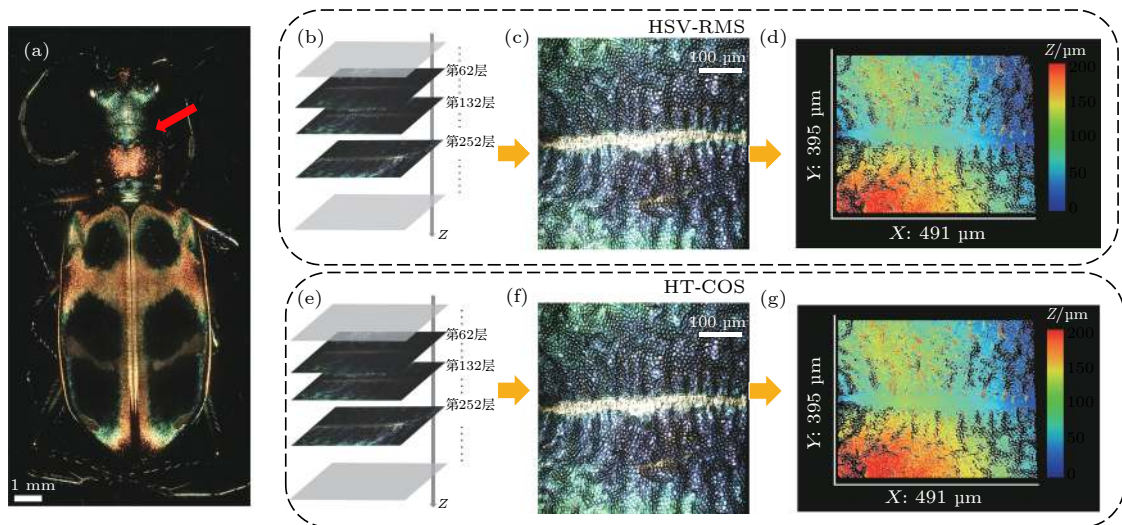 (a)
1 mm
HSV-RMS
(b)
第62层
第132层
第252层
Z
(c)
100 μm
(d)
Z/μm
200
150
100
50
0
Y: 395 μm
X: 491 μm
HT-COS
(e)
第62层
第132层
第252层
Z
(f)
100 μm
(g)
Z/μm
200
150
100
50
0
Y: 395 μm
X: 491 μm